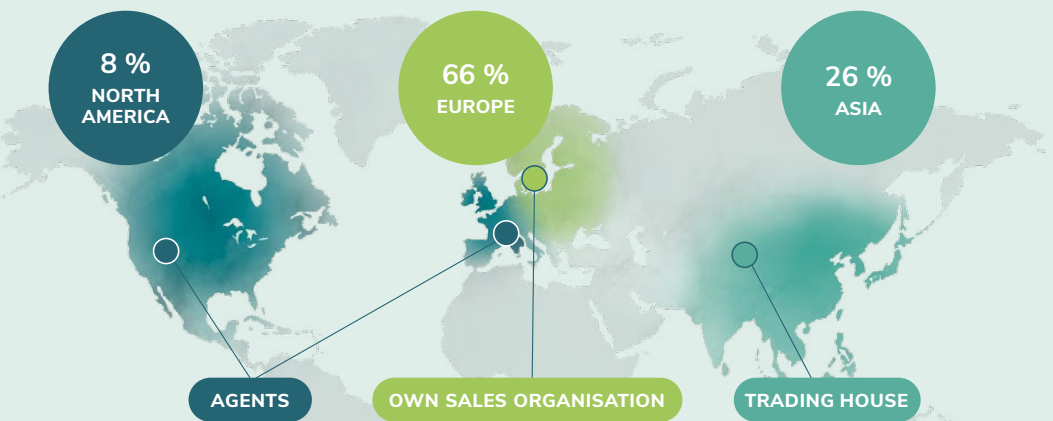 8 %
NORTH
AMERICA
66 %
EUROPE
26 %
ASIA
AGENTS
OWN SALES ORGANISATION
TRADING HOUSE